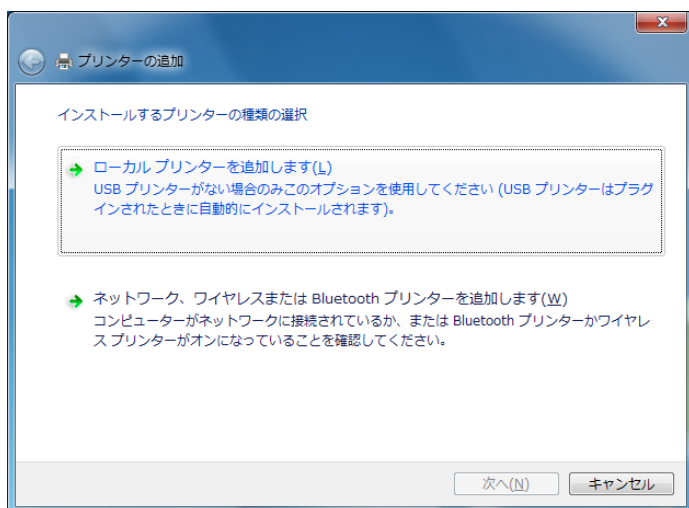 プリンターの追加
インストールするプリンターの種類の選択
ローカル プリンターを追加します(L)
USB プリンターがない場合のみこのオプションを使用してください (USB プリンターはプラグ
インされたときに自動的にインストールされます)。
ネットワーク、ワイヤレスまたは Bluetooth プリンターを追加します(W)
コンピューターがネットワークに接続されているか、または Bluetooth プリンターかワイヤレ
ス プリンターがオンになっていることを確認してください。
次へ(N) キャンセル